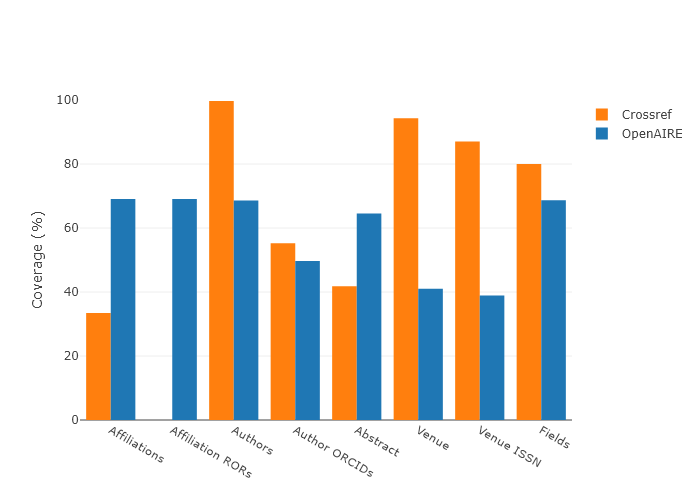 100
80
60
40
20
0
Coverage (%)
Affiliations
Affiliation RORs
Authors
Author ORCIDs
Abstract
Venue
Venue ISSN
Fields
Crossref
OpenAIRE